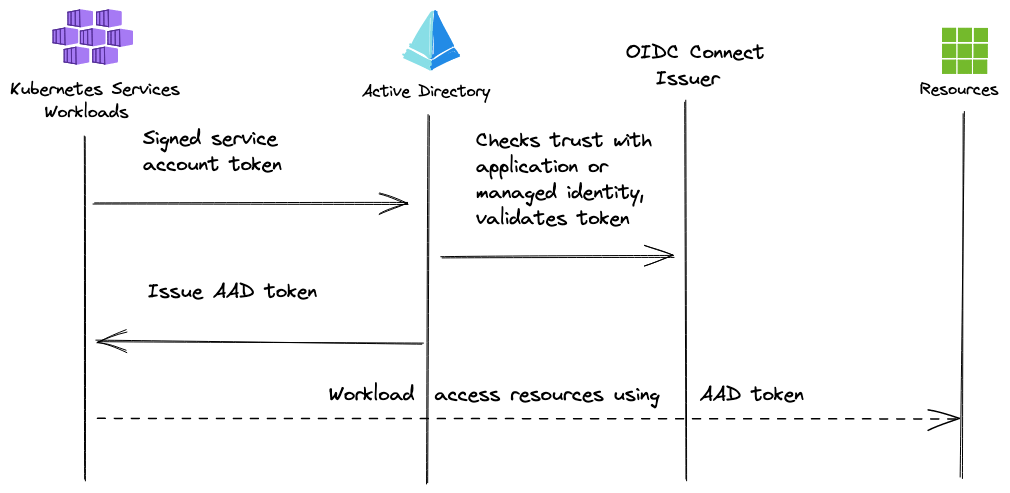 Kubernetes Services
Workloads
Active Directory
OIDC Connect
Issuer
Resources
Signed service
account token
Checks trust with
application or
managed identity,
validates token
Issue AAD token
Workload access resources using AAD token